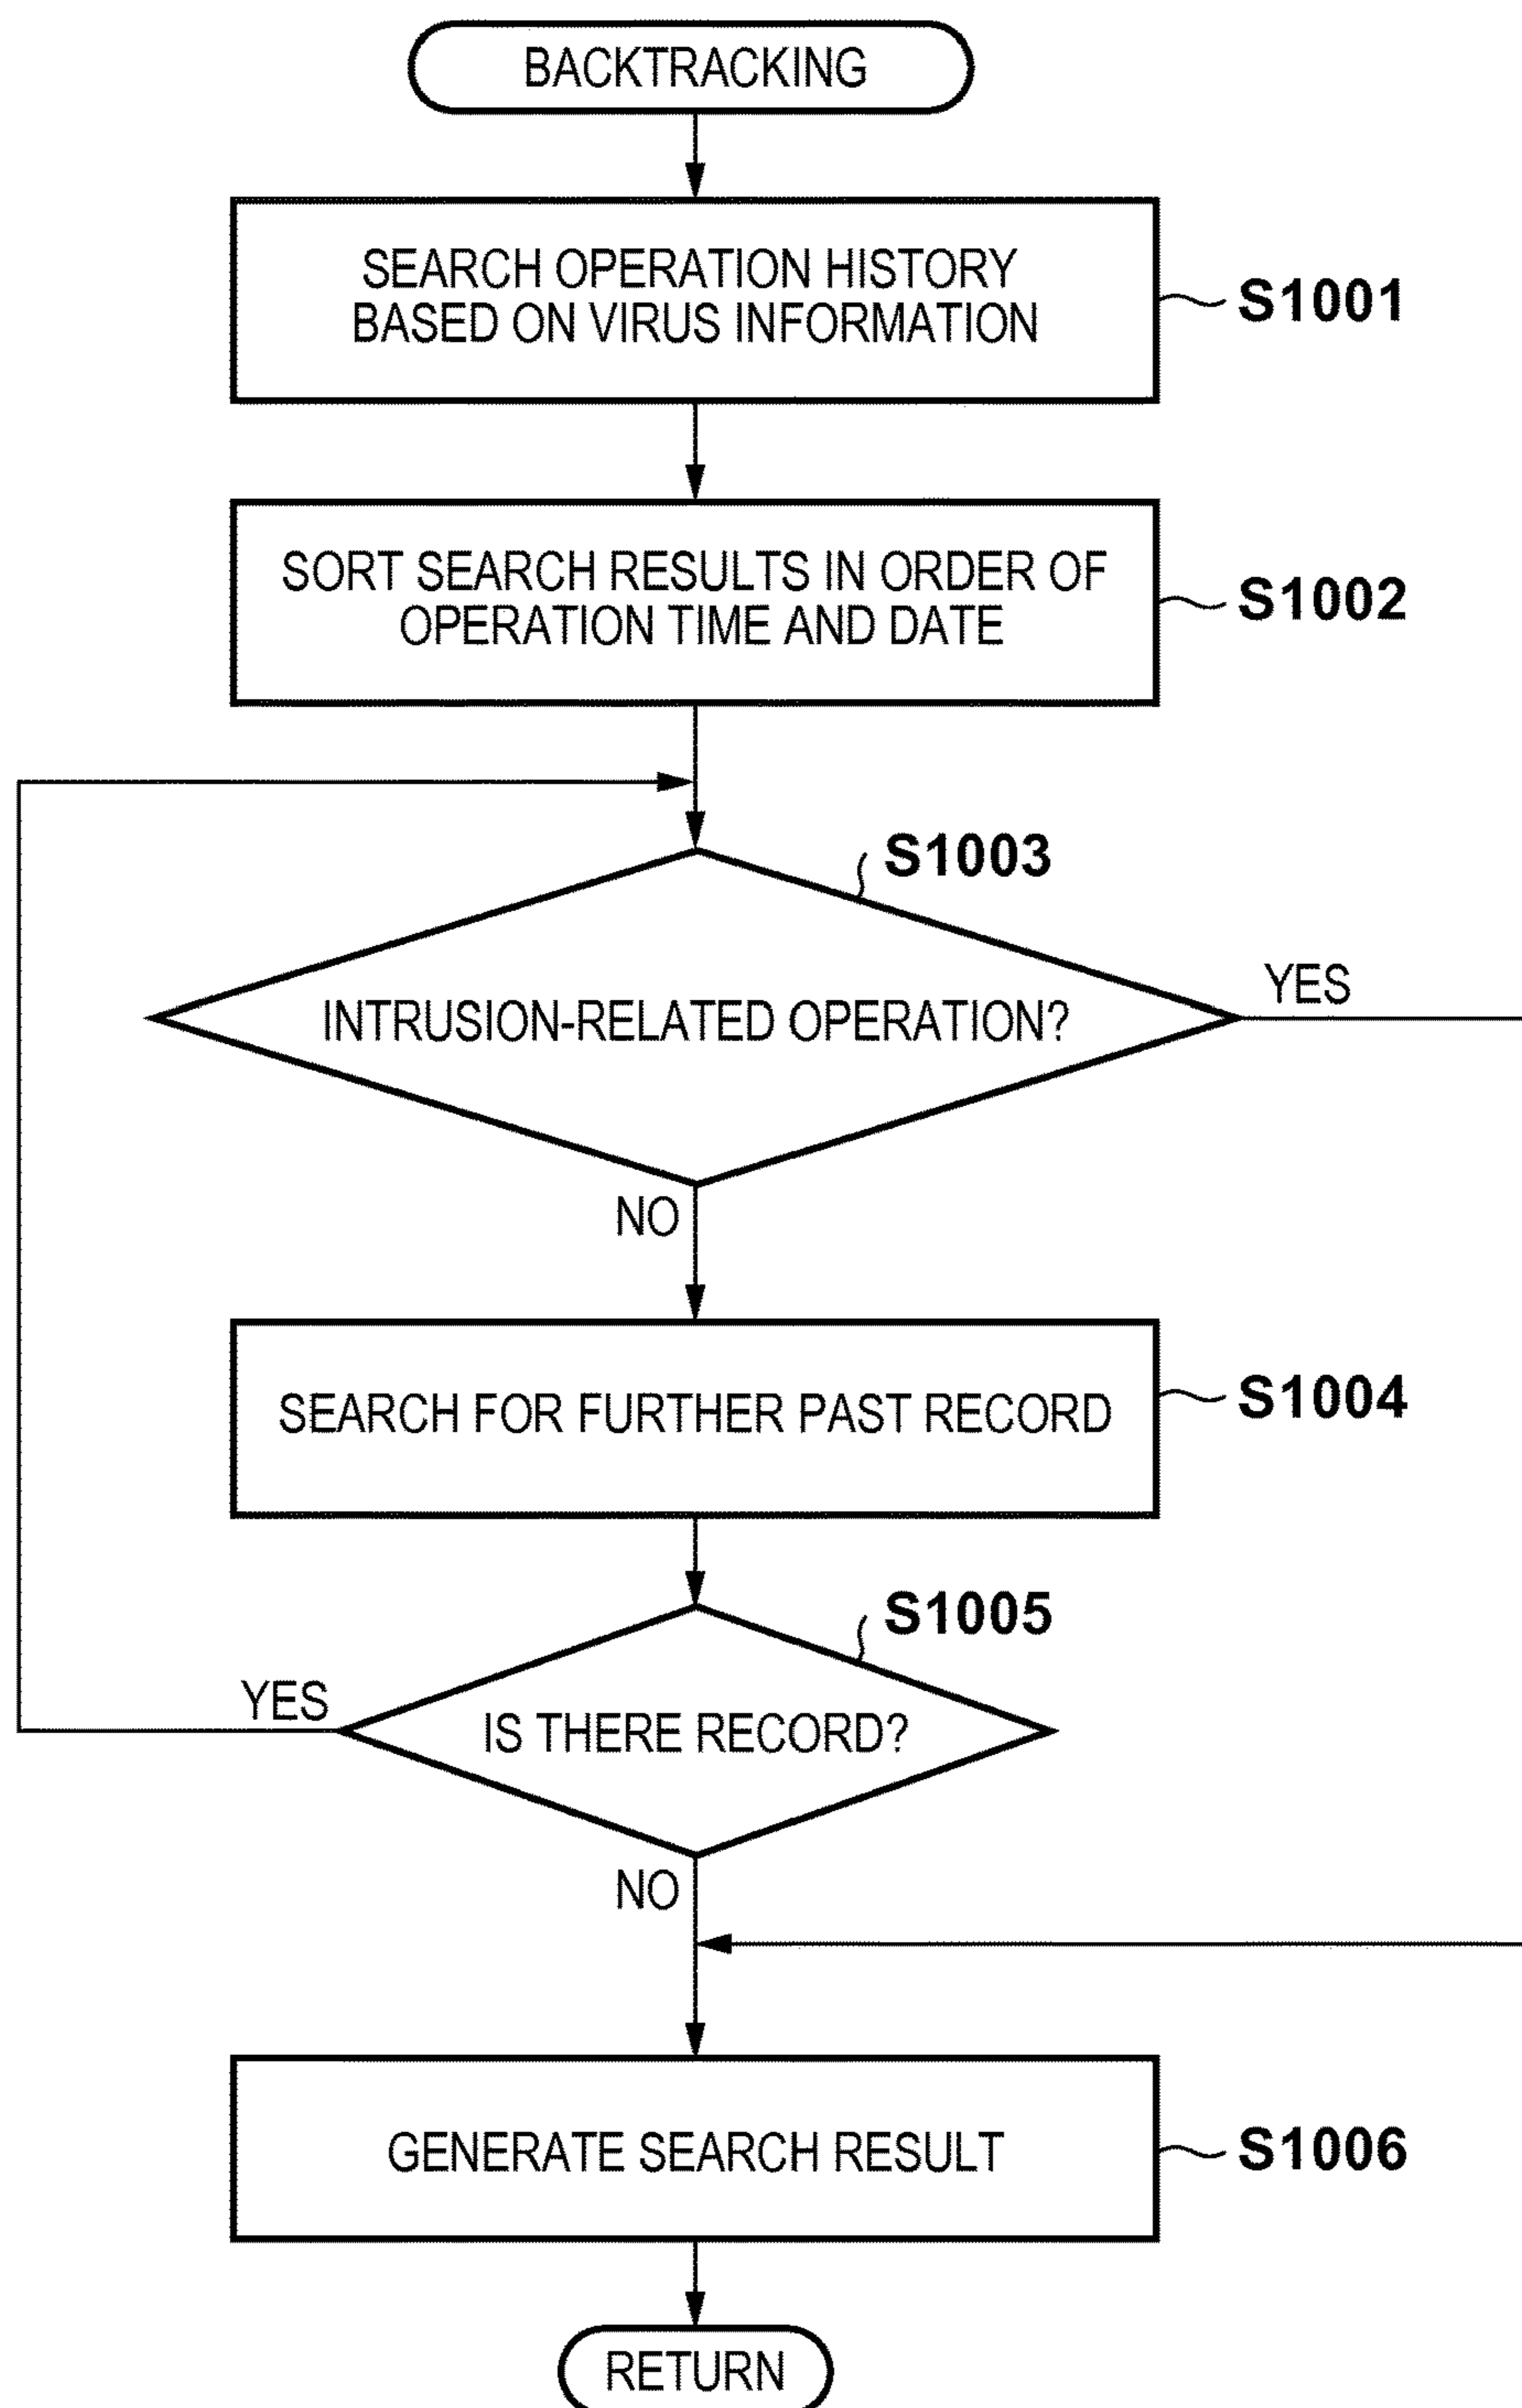 BACKTRACKING
SEARCH OPERATION HISTORY
BASED ON VIRUS INFORMATION
S1001
SORT SEARCH RESULTS IN ORDER OF
OPERATION TIME AND DATE
S1002
S1003
INTRUSION-RELATED OPERATION?
YES
NO
SEARCH FOR FURTHER PAST RECORD
S1004
S1005
YES
IS THERE RECORD?
NO
GENERATE SEARCH RESULT
S1006
RETURN